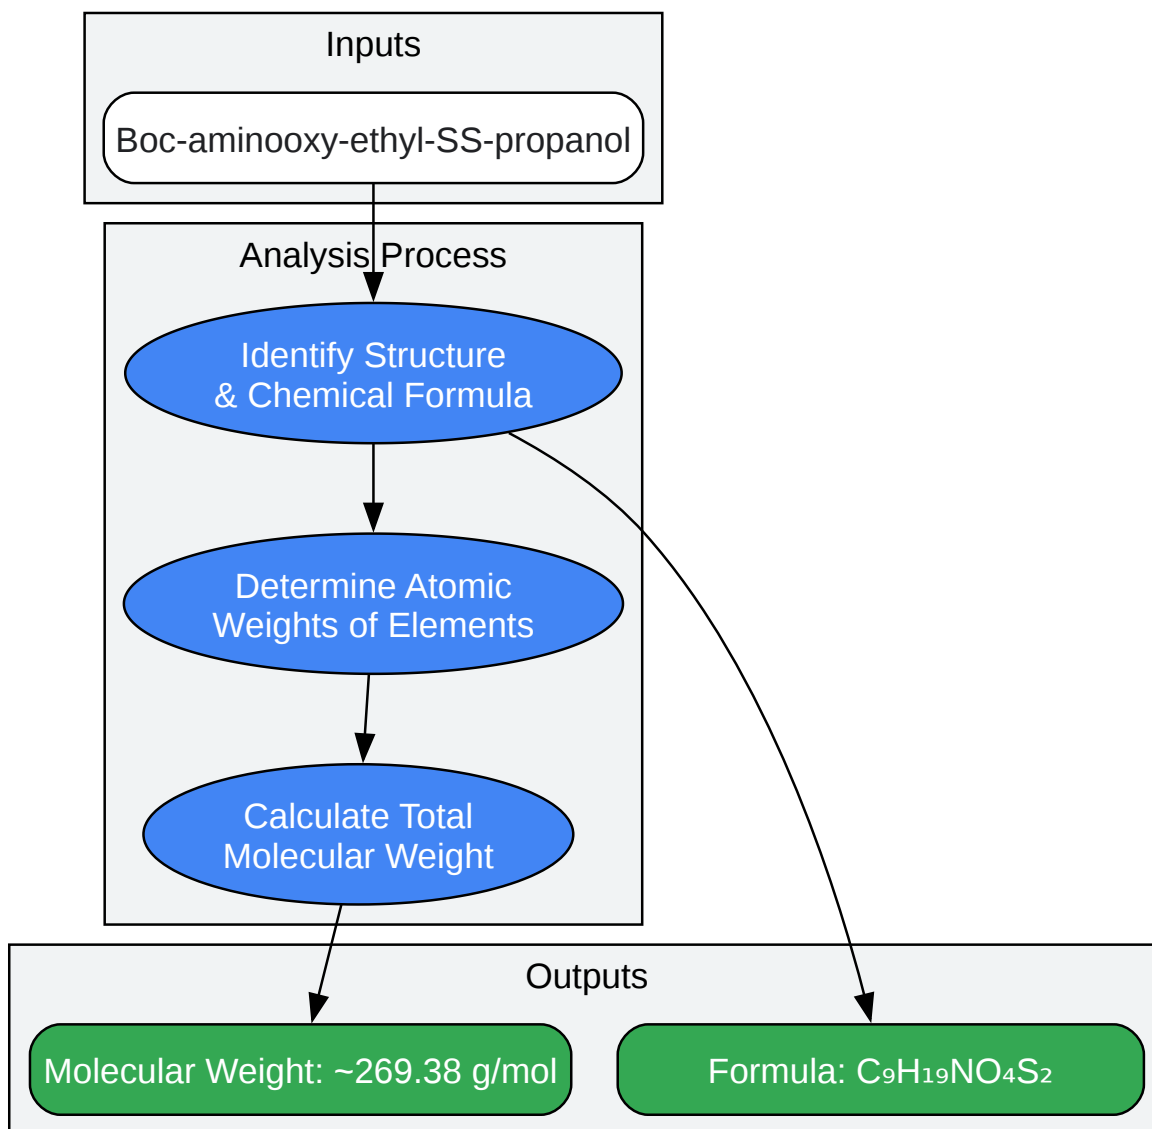 Inputs
Boc-aminooxy-ethyl-SS-propanol
Analysis Process
Identify Structure
& Chemical Formula
Determine Atomic
Weights of Elements
Calculate Total
Molecular Weight
Outputs
Molecular Weight: ~269.38 g/mol
Formula: C₉H₁₉NO₄S₂